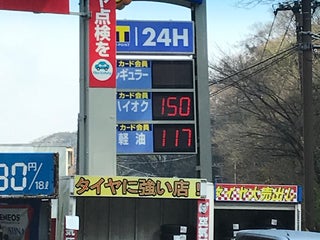 ヤ点検を
24H
カード会員
レギュラー
カード会員
ハイオク 150
カード会員
軽油 117
80円/18ℓ
タイヤに強い店!
ENEOS